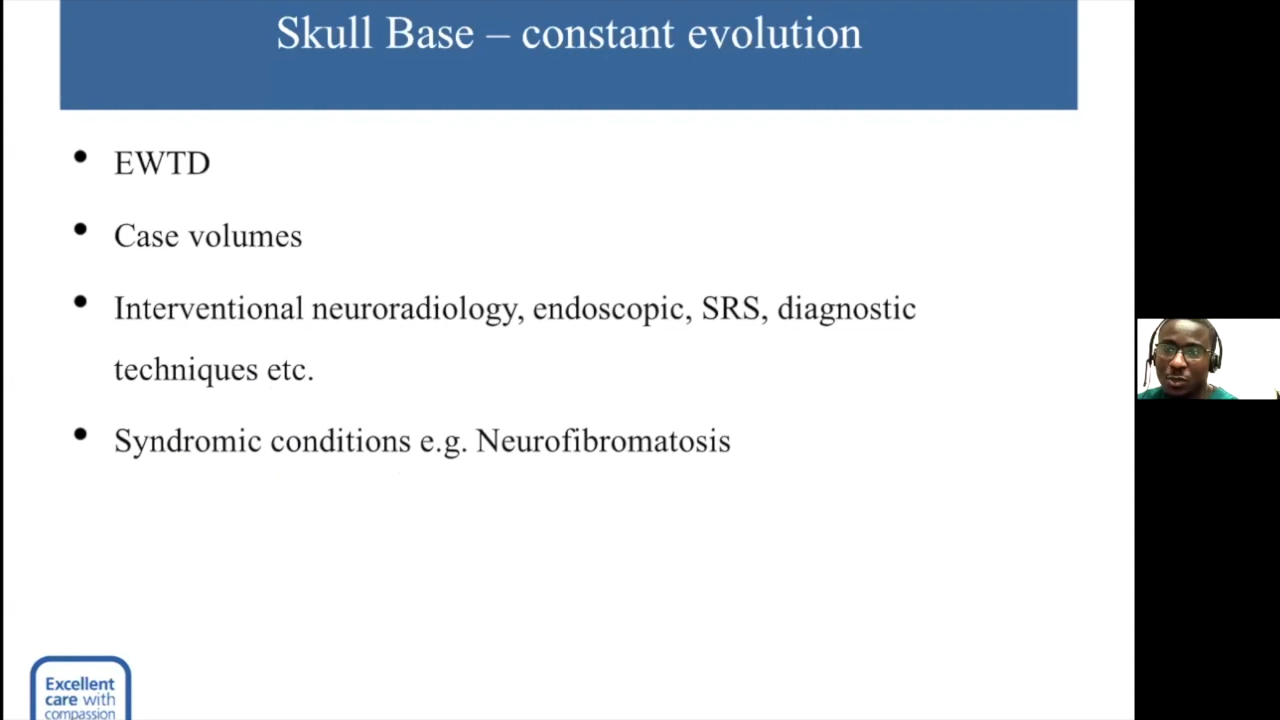 Skull Base – constant evolution
• EWTD
• Case volumes
• Interventional neuroradiology, endoscopic, SRS, diagnostic
techniques etc.
• Syndromic conditions e.g. Neurofibromatosis
Excellent
care with
compassion